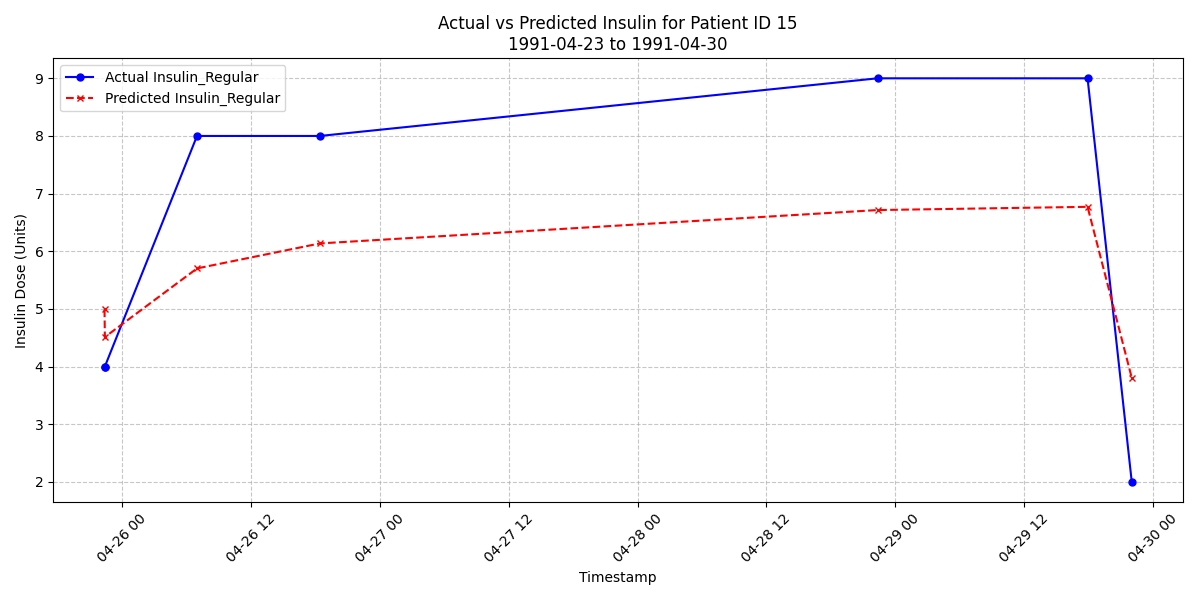 Actual vs Predicted Insulin for Patient ID 15
1991-04-23 to 1991-04-30
Actual Insulin_Regular
Predicted Insulin_Regular
Insulin Dose (Units)
9
8
7
6
5
4
3
2
04-26 00
04-26 12
04-27 00
04-27 12
04-28 00
04-28 12
04-29 00
04-29 12
04-30 00
Timestamp